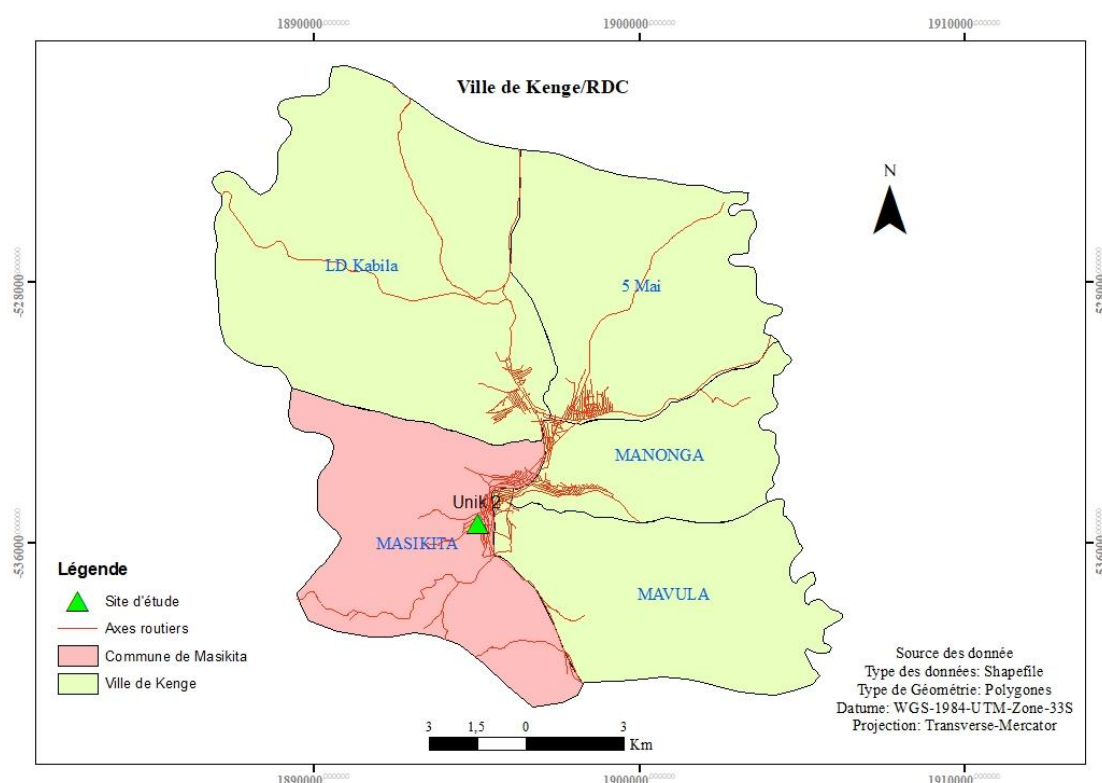 1890000 1900000 1910000
Ville de Kenge/RDC
N
LD Kabila
5 Mai
-528000
-528000
MANONGA
Unik 2
MASIKITA
-536000
-536000
MAVULA
Légende
Site d'étude
Axes routiers
Commune de Masikita
Ville de Kenge
Source des donnée
Type des données: Shapefile
Type de Géométrie: Polygones
Datume: WGS-1984-UTM-Zone-33S
Projection: Transverse-Mercator
3 1,5 0 3
Km
1890000 1900000 1910000